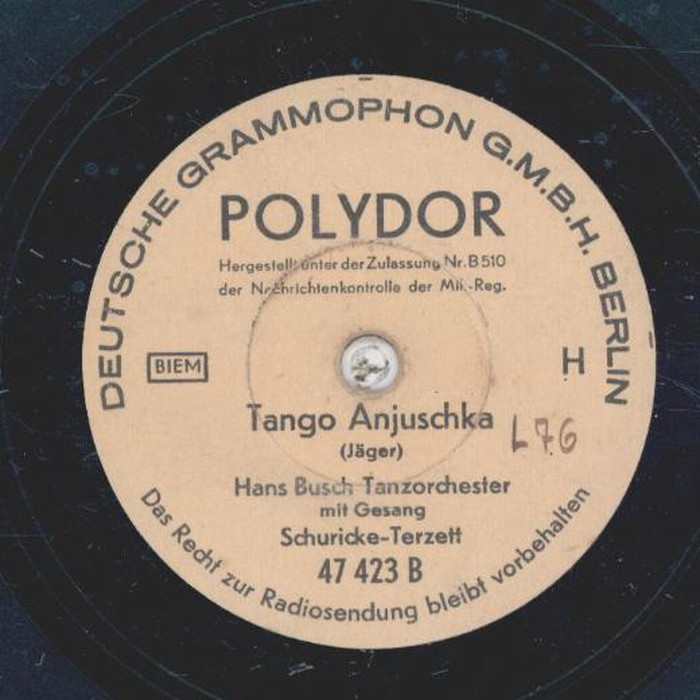 DEUTSCHE GRAMMOPHON G.M.B.H. BERLIN
POLYDOR
Hergestellt unter der Zulassung Nr. B 510
der Nachrichtenkontrolle der Mil.-Reg.
BIEM
H
Tango Anjuschka
L76
(Jäger)
Hans Busch Tanzorchester
mit Gesang
Schuricke-Terzett
47 423 B
Das Recht zur Radiosendung bleibt vorbehalten